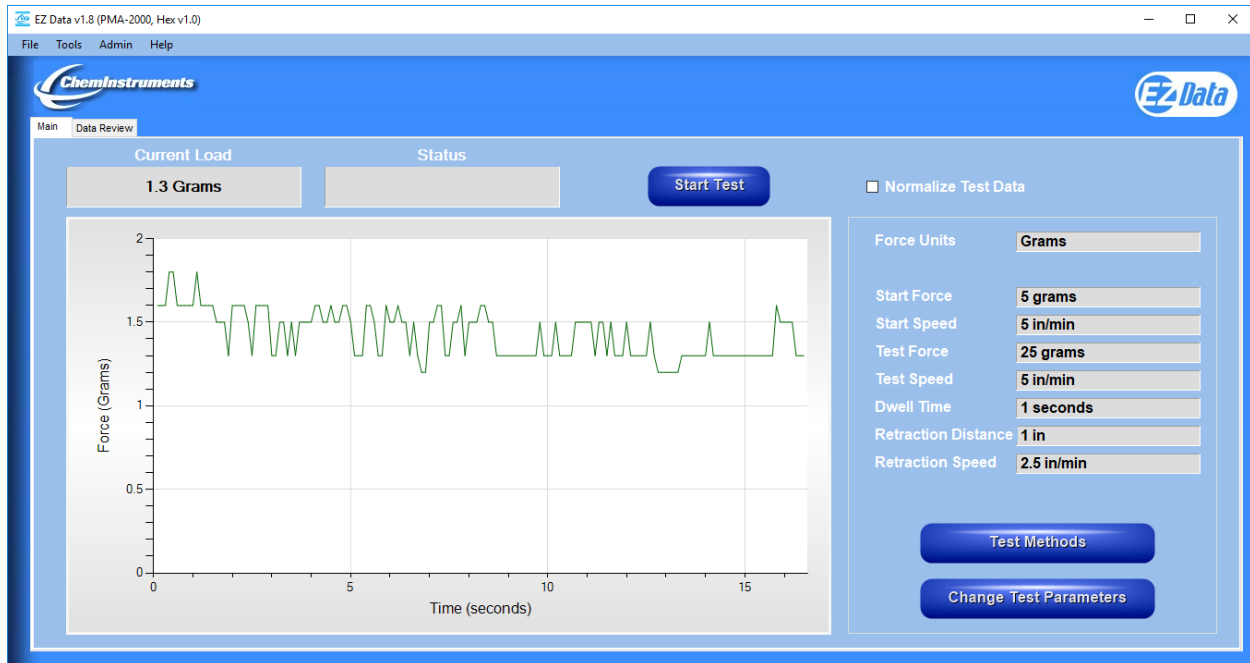 EZ Data v1.8 (PMA-2000, Hex v1.0)
File Tools Admin Help
ChemInstruments
EZ Data
Main Data Review
Current Load Status
1.3 Grams
Start Test
Normalize Test Data
Force Units Grams
Start Force 5 grams
Start Speed 5 in/min
Test Force 25 grams
Test Speed 5 in/min
Dwell Time 1 seconds
Retraction Distance 1 in
Retraction Speed 2.5 in/min
Test Methods
Change Test Parameters
Force (Grams)
2
1.5
1
0.5
0
0 5 10 15
Time (seconds)